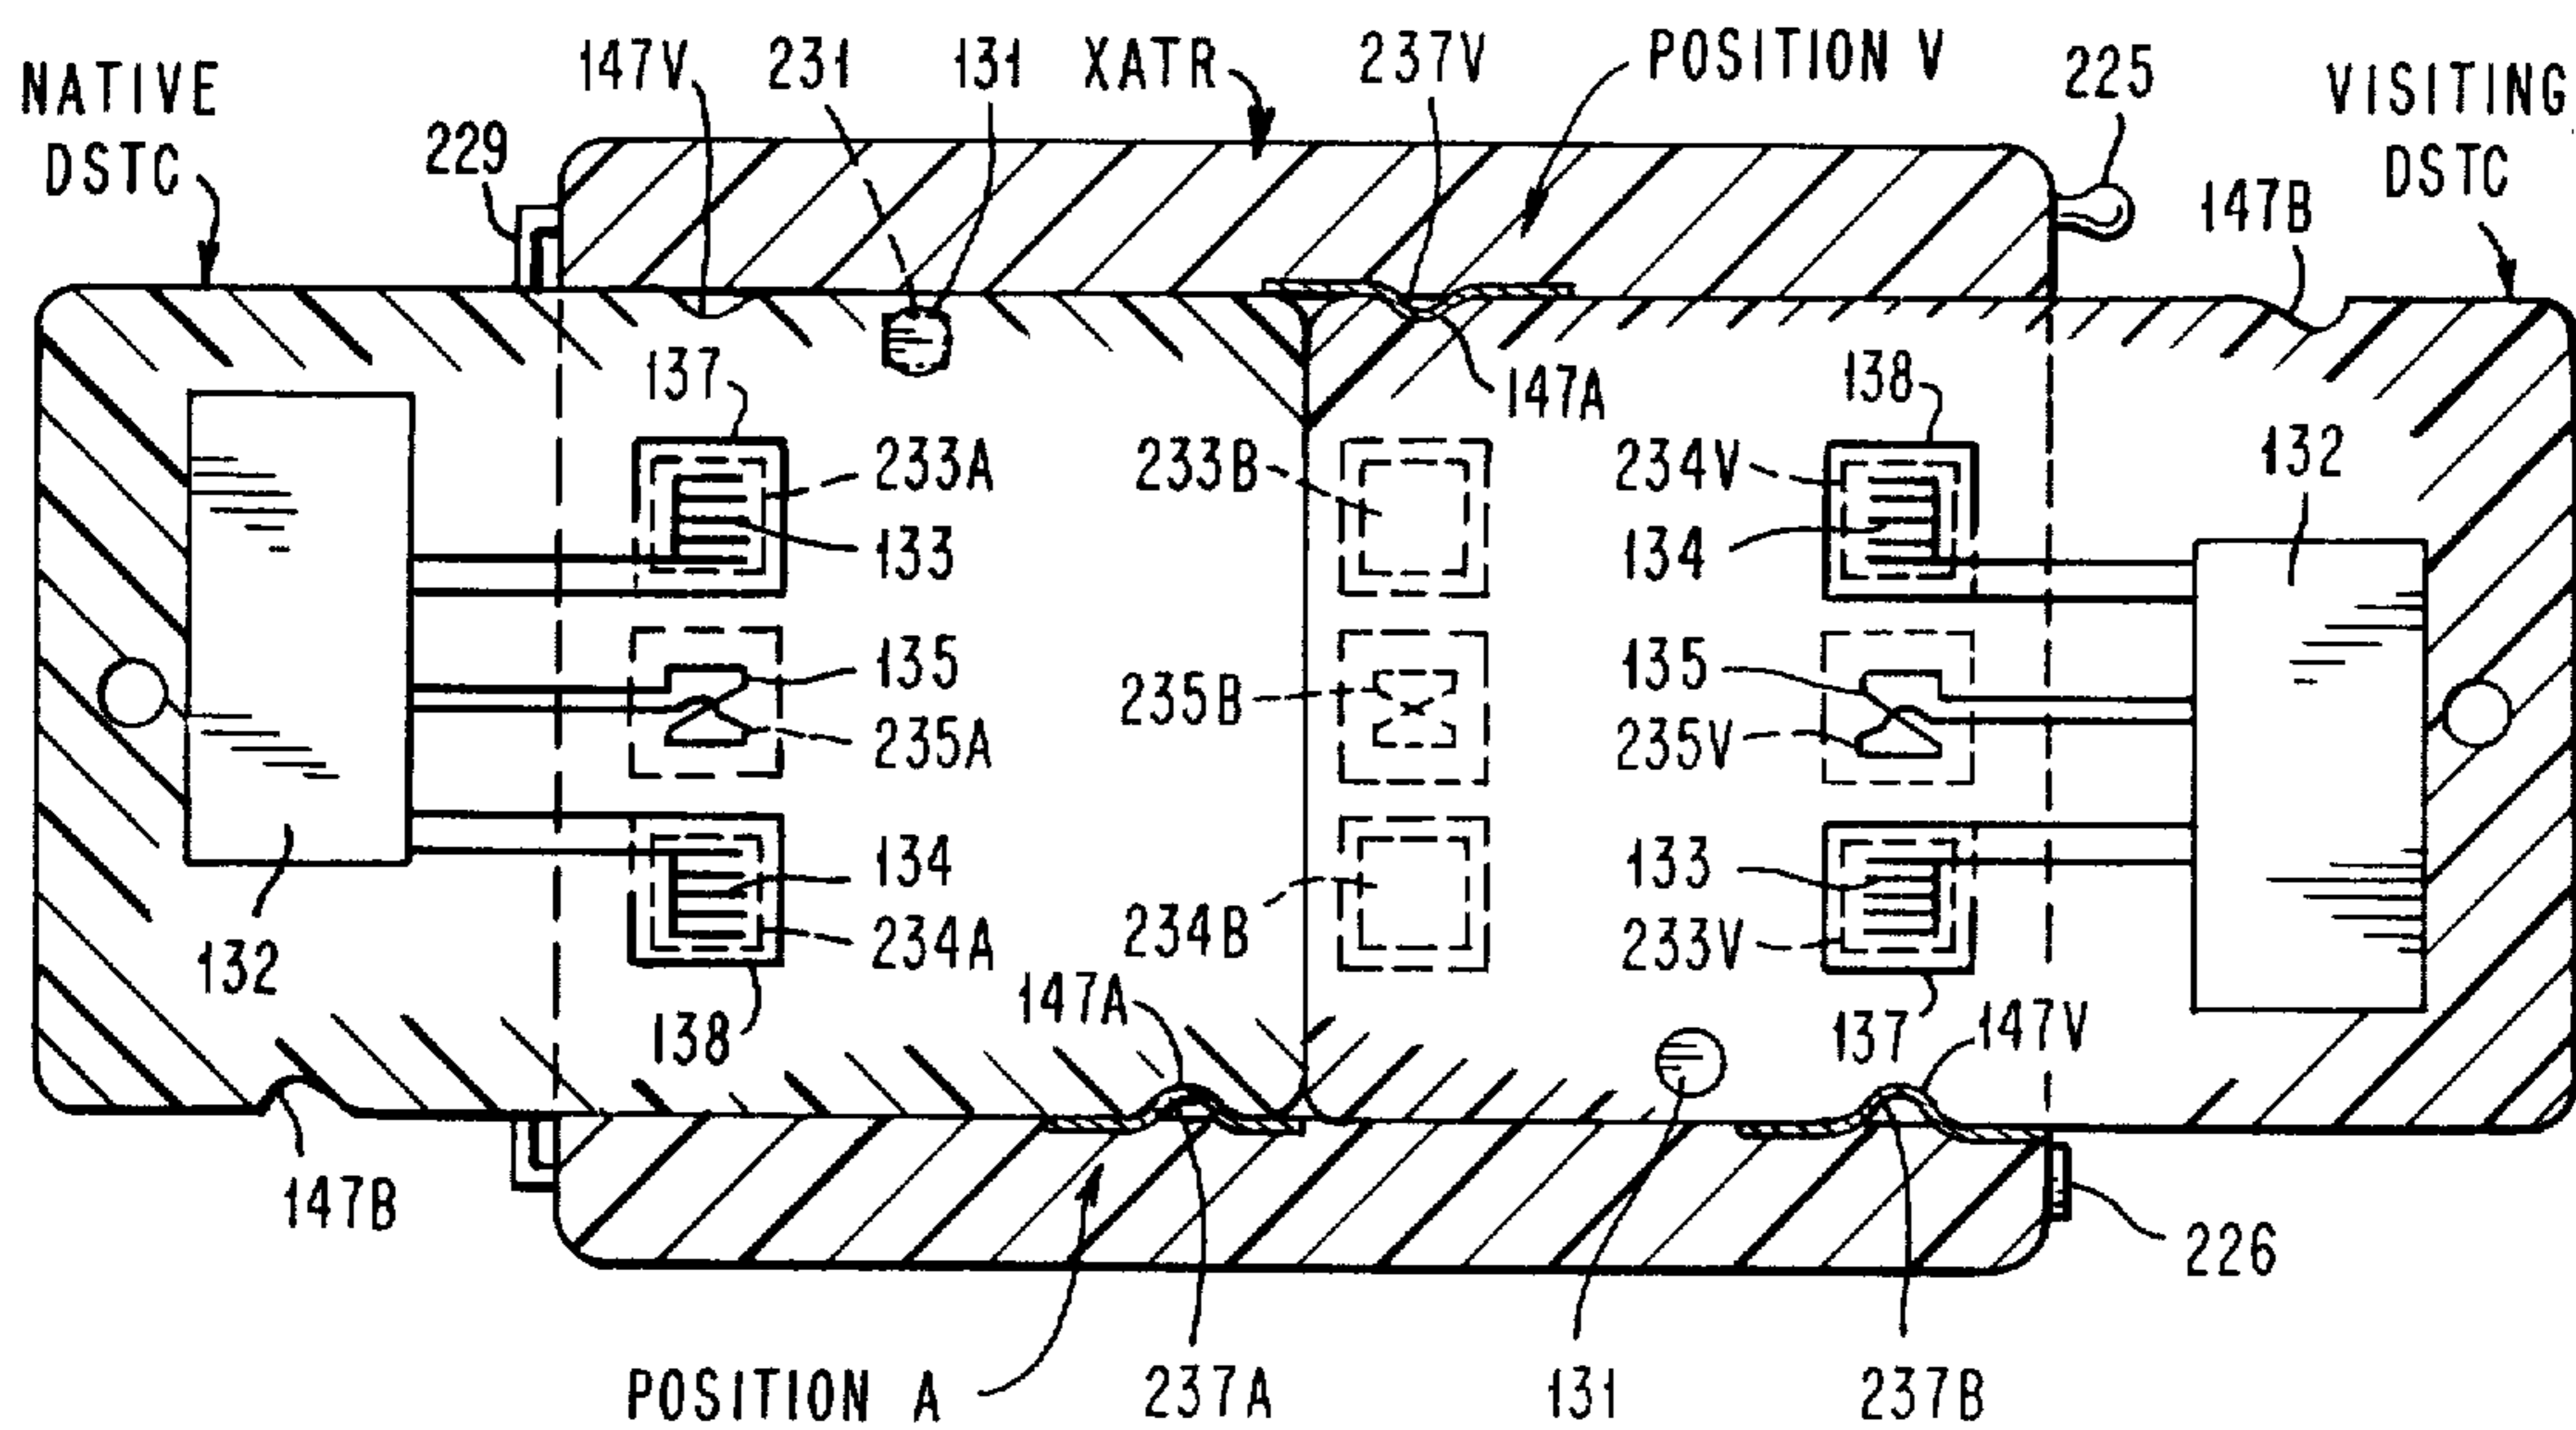 NATIVE
DSTC
229
147V
231
131
XATR
237V
POSITION V
225
147B
VISITING
DSTC
137
233A
133
147A
233B
138
234V
134
132
135
235A
235B
135
235V
134
234A
138
132
234B
133
233V
137
147V
147A
147B
226
POSITION A
237A
131
237B